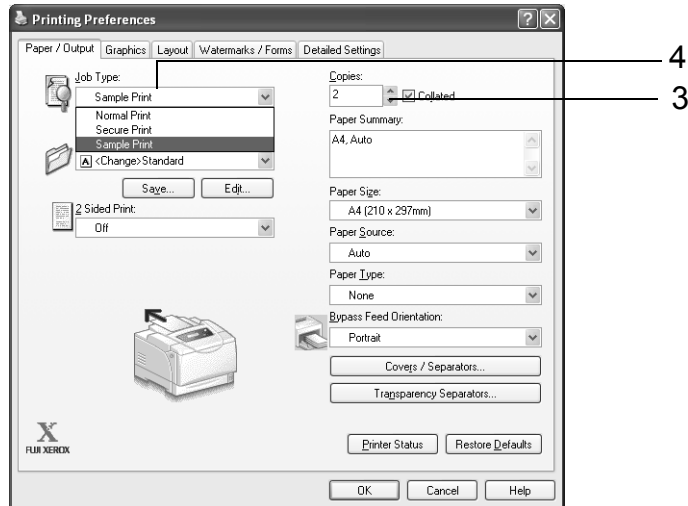 Printing Preferences
Paper / Output Graphics Layout Watermarks / Forms Detailed Settings
Job Type:
Sample Print
Normal Print
Secure Print
Sample Print
<Change>Standard
Save... Edit...
2 Sided Print:
Off
FUJI XEROX
Copies:
2 Collated
Paper Summary:
A4, Auto
Paper Size:
A4 (210 x 297mm)
Paper Source:
Auto
Paper Type:
None
Bypass Feed Orientation:
Portrait
Covers / Separators...
Transparency Separators...
Printer Status Restore Defaults
OK Cancel Help
4
3